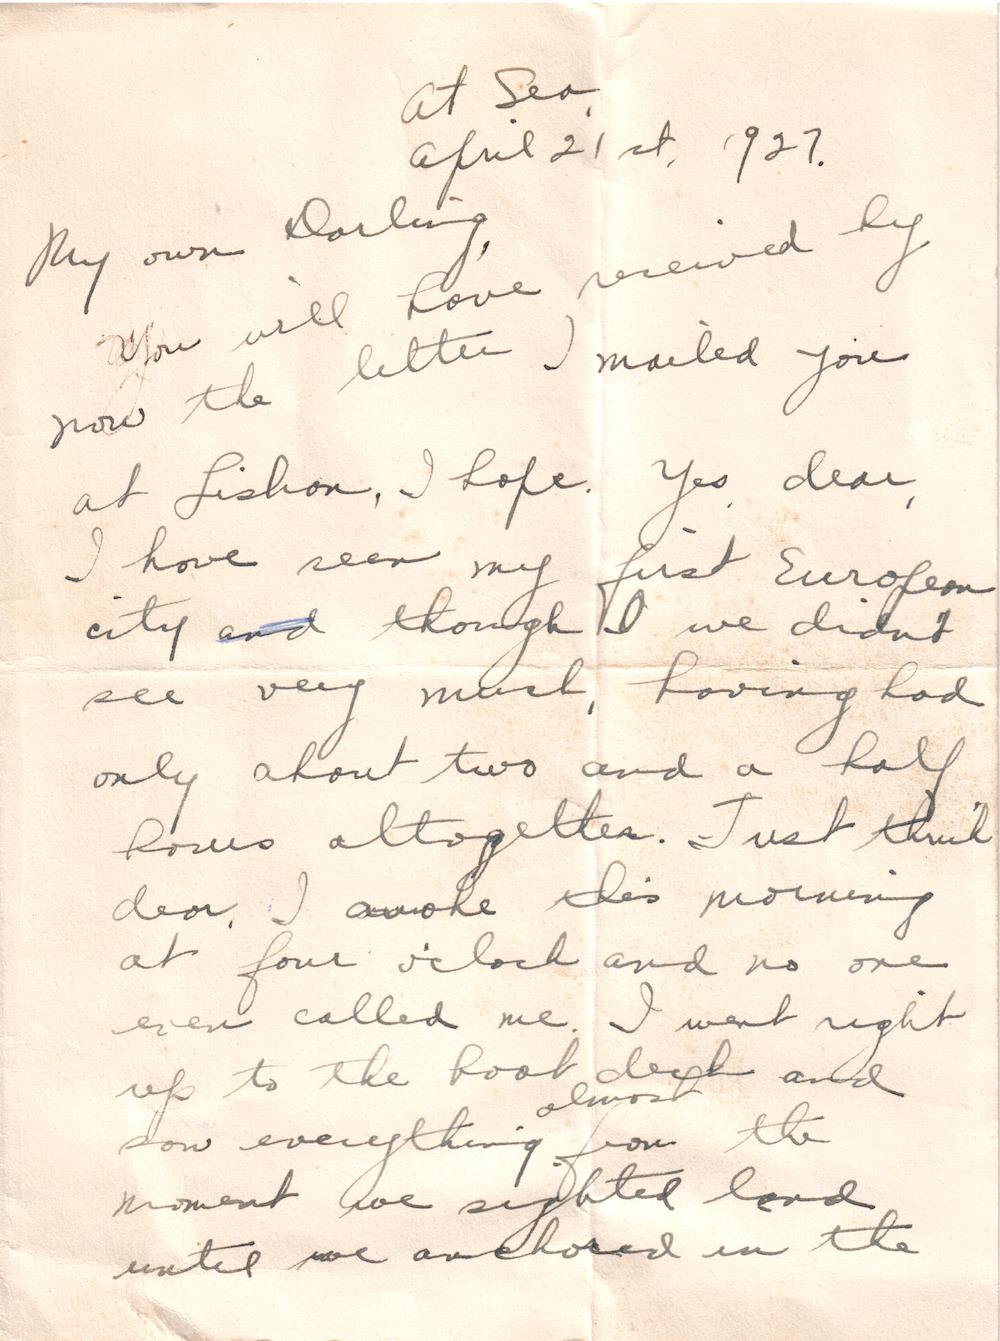 At Sea,
April 21st, 1927.
My own Darling,
You will have received by
now the letter I mailed you
at Lisbon, I hope. Yes, dear,
I have seen my first European
city and though I we didn't
see very much, having had
only about two and a half
hours altogether. Just think
dear, I awoke this morning
at four o'clock and no one
even called me. I went right
up to the boat deck and
saw everything almost from the
moment we sighted land
until we anchored in the